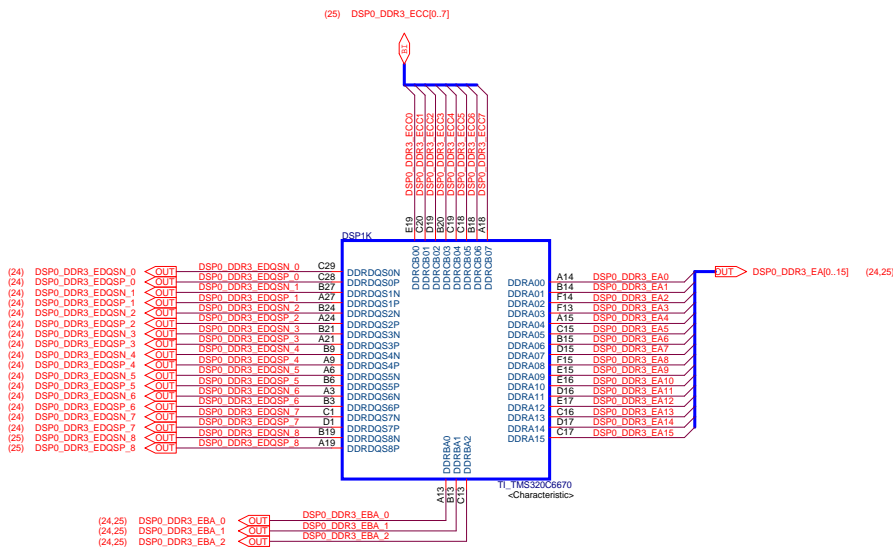 (25) DSP0_DDR3_ECC[0..7]
BI
DSP0_DDR3_ECC0
DSP0_DDR3_ECC1
DSP0_DDR3_ECC2
DSP0_DDR3_ECC3
DSP0_DDR3_ECC4
DSP0_DDR3_ECC5
DSP0_DDR3_ECC6
DSP0_DDR3_ECC7
E19
C20
D19
B20
C19
C18
B18
A18
DSP1K
DDRCB00
DDRCB01
DDRCB02
DDRCB03
DDRCB04
DDRCB05
DDRCB06
DDRCB07
(24) DSP0_DDR3_EDQSN_0 OUT DSP0_DDR3_EDQSN_0 C29 DDRDQS0N
(24) DSP0_DDR3_EDQSP_0 OUT DSP0_DDR3_EDQSP_0 C28 DDRDQS0P
(24) DSP0_DDR3_EDQSN_1 OUT DSP0_DDR3_EDQSN_1 B27 DDRDQS1N
(24) DSP0_DDR3_EDQSP_1 OUT DSP0_DDR3_EDQSP_1 A27 DDRDQS1P
(24) DSP0_DDR3_EDQSN_2 OUT DSP0_DDR3_EDQSN_2 B24 DDRDQS2N
(24) DSP0_DDR3_EDQSP_2 OUT DSP0_DDR3_EDQSP_2 A24 DDRDQS2P
(24) DSP0_DDR3_EDQSN_3 OUT DSP0_DDR3_EDQSN_3 B21 DDRDQS3N
(24) DSP0_DDR3_EDQSP_3 OUT DSP0_DDR3_EDQSP_3 A21 DDRDQS3P
(24) DSP0_DDR3_EDQSN_4 OUT DSP0_DDR3_EDQSN_4 B9 DDRDQS4N
(24) DSP0_DDR3_EDQSP_4 OUT DSP0_DDR3_EDQSP_4 A9 DDRDQS4P
(24) DSP0_DDR3_EDQSN_5 OUT DSP0_DDR3_EDQSN_5 A6 DDRDQS5N
(24) DSP0_DDR3_EDQSP_5 OUT DSP0_DDR3_EDQSP_5 B6 DDRDQS5P
(24) DSP0_DDR3_EDQSN_6 OUT DSP0_DDR3_EDQSN_6 A3 DDRDQS6N
(24) DSP0_DDR3_EDQSP_6 OUT DSP0_DDR3_EDQSP_6 B3 DDRDQS6P
(24) DSP0_DDR3_EDQSN_7 OUT DSP0_DDR3_EDQSN_7 C1 DDRDQS7N
(24) DSP0_DDR3_EDQSP_7 OUT DSP0_DDR3_EDQSP_7 D1 DDRDQS7P
(25) DSP0_DDR3_EDQSN_8 OUT DSP0_DDR3_EDQSN_8 B19 DDRDQS8N
(25) DSP0_DDR3_EDQSP_8 OUT DSP0_DDR3_EDQSP_8 A19 DDRDQS8P
DDRA00 A14 DSP0_DDR3_EA0
DDRA01 B14 DSP0_DDR3_EA1
DDRA02 F14 DSP0_DDR3_EA2
DDRA03 F13 DSP0_DDR3_EA3
DDRA04 A15 DSP0_DDR3_EA4
DDRA05 C15 DSP0_DDR3_EA5
DDRA06 B15 DSP0_DDR3_EA6
DDRA07 D15 DSP0_DDR3_EA7
DDRA08 F15 DSP0_DDR3_EA8
DDRA09 E15 DSP0_DDR3_EA9
DDRA10 E16 DSP0_DDR3_EA10
DDRA11 D16 DSP0_DDR3_EA11
DDRA12 E17 DSP0_DDR3_EA12
DDRA13 C16 DSP0_DDR3_EA13
DDRA14 D17 DSP0_DDR3_EA14
DDRA15 C17 DSP0_DDR3_EA15
OUT DSP0_DDR3_EA[0..15] (24,25)
DDRBA0
DDRBA1
DDRBA2
A13
B13
C13
TI_TMS320C6670
<Characteristic>
(24,25) DSP0_DDR3_EBA_0 OUT DSP0_DDR3_EBA_0
(24,25) DSP0_DDR3_EBA_1 OUT DSP0_DDR3_EBA_1
(24,25) DSP0_DDR3_EBA_2 OUT DSP0_DDR3_EBA_2